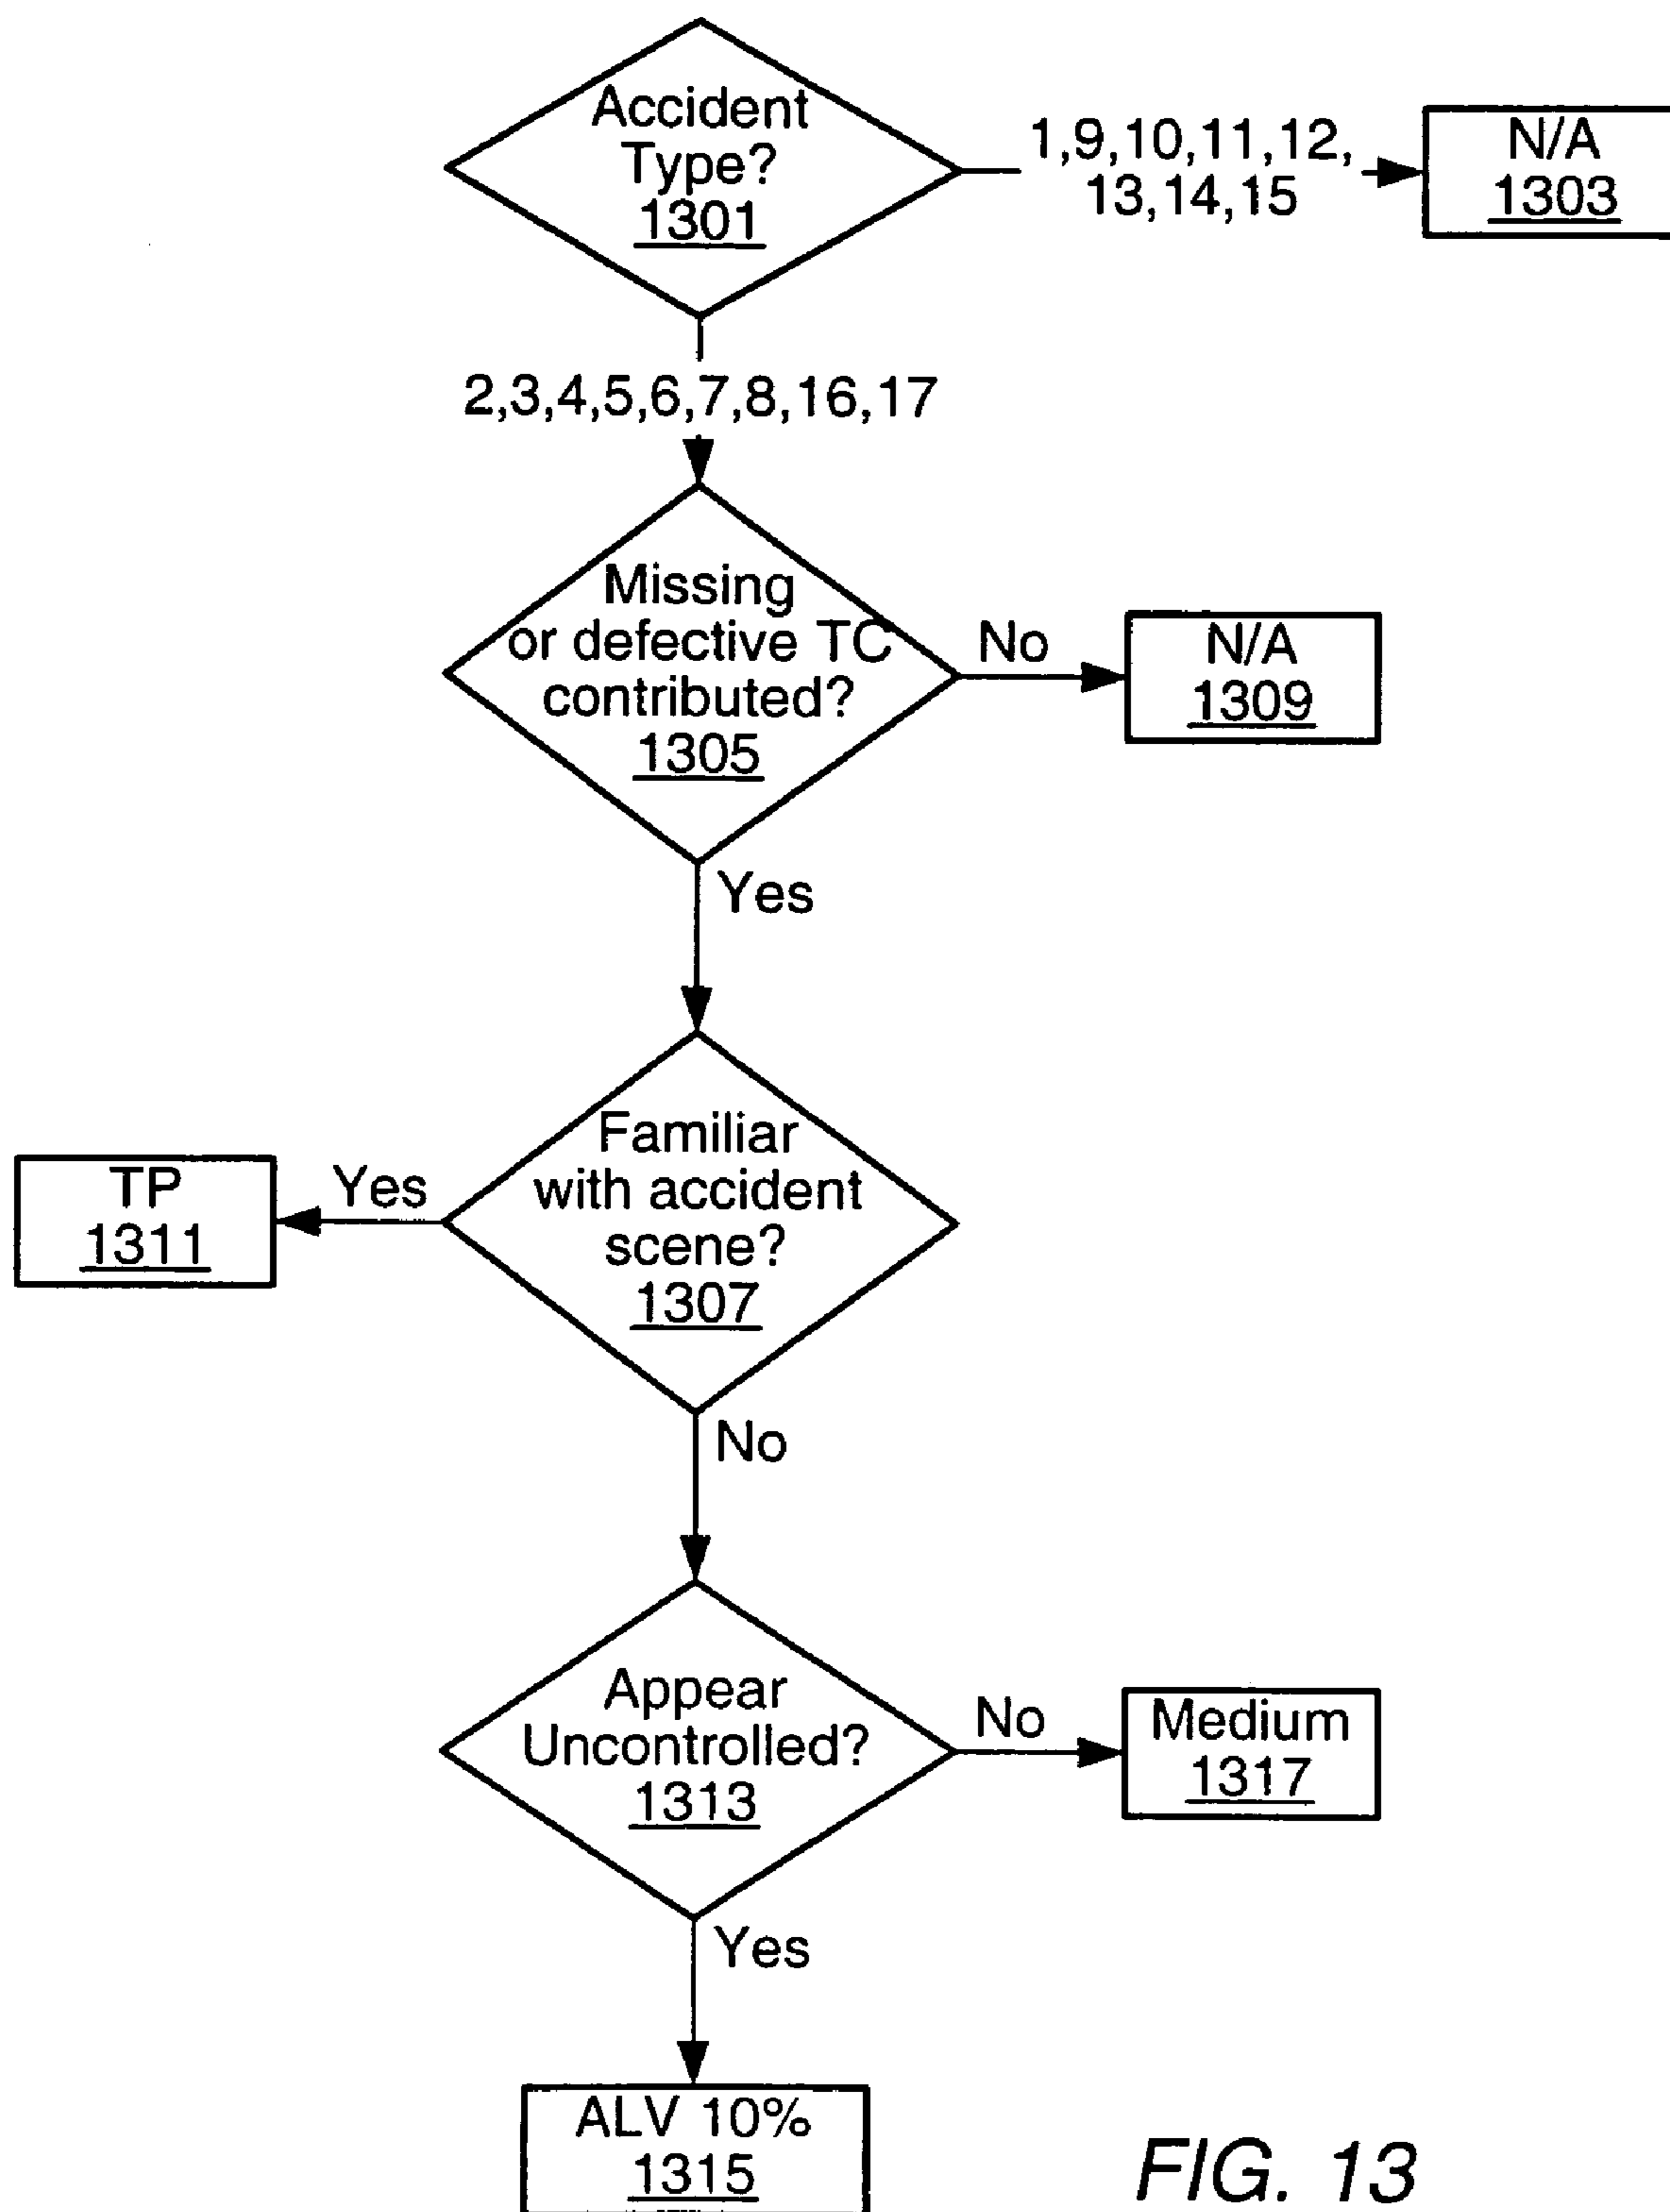 Accident
Type?
1301
1,9,10,11,12,
13,14,15
N/A
1303
2,3,4,5,6,7,8,16,17
Missing
or defective TC
contributed?
1305
No
N/A
1309
Yes
Familiar
with accident
scene?
1307
Yes
TP
1311
No
Appear
Uncontrolled?
1313
No
Medium
1317
Yes
ALV 10%
1315
FIG. 13